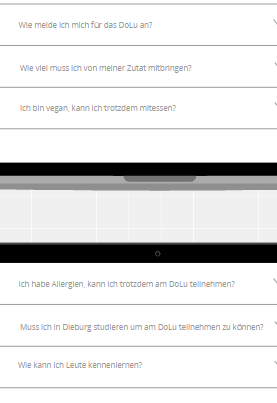 Wie melde ich mich für das DoLu an?
Wie viel muss ich von meiner Zutat mitbringen?
Ich bin vegan, kann ich trotzdem mitessen?
Ich habe Allergien, kann ich trotzdem am DoLu teilnehmen?
Muss ich in Dieburg studieren um am DoLu teilnehmen zu können?
Wie kann ich Leute kennenlernen?